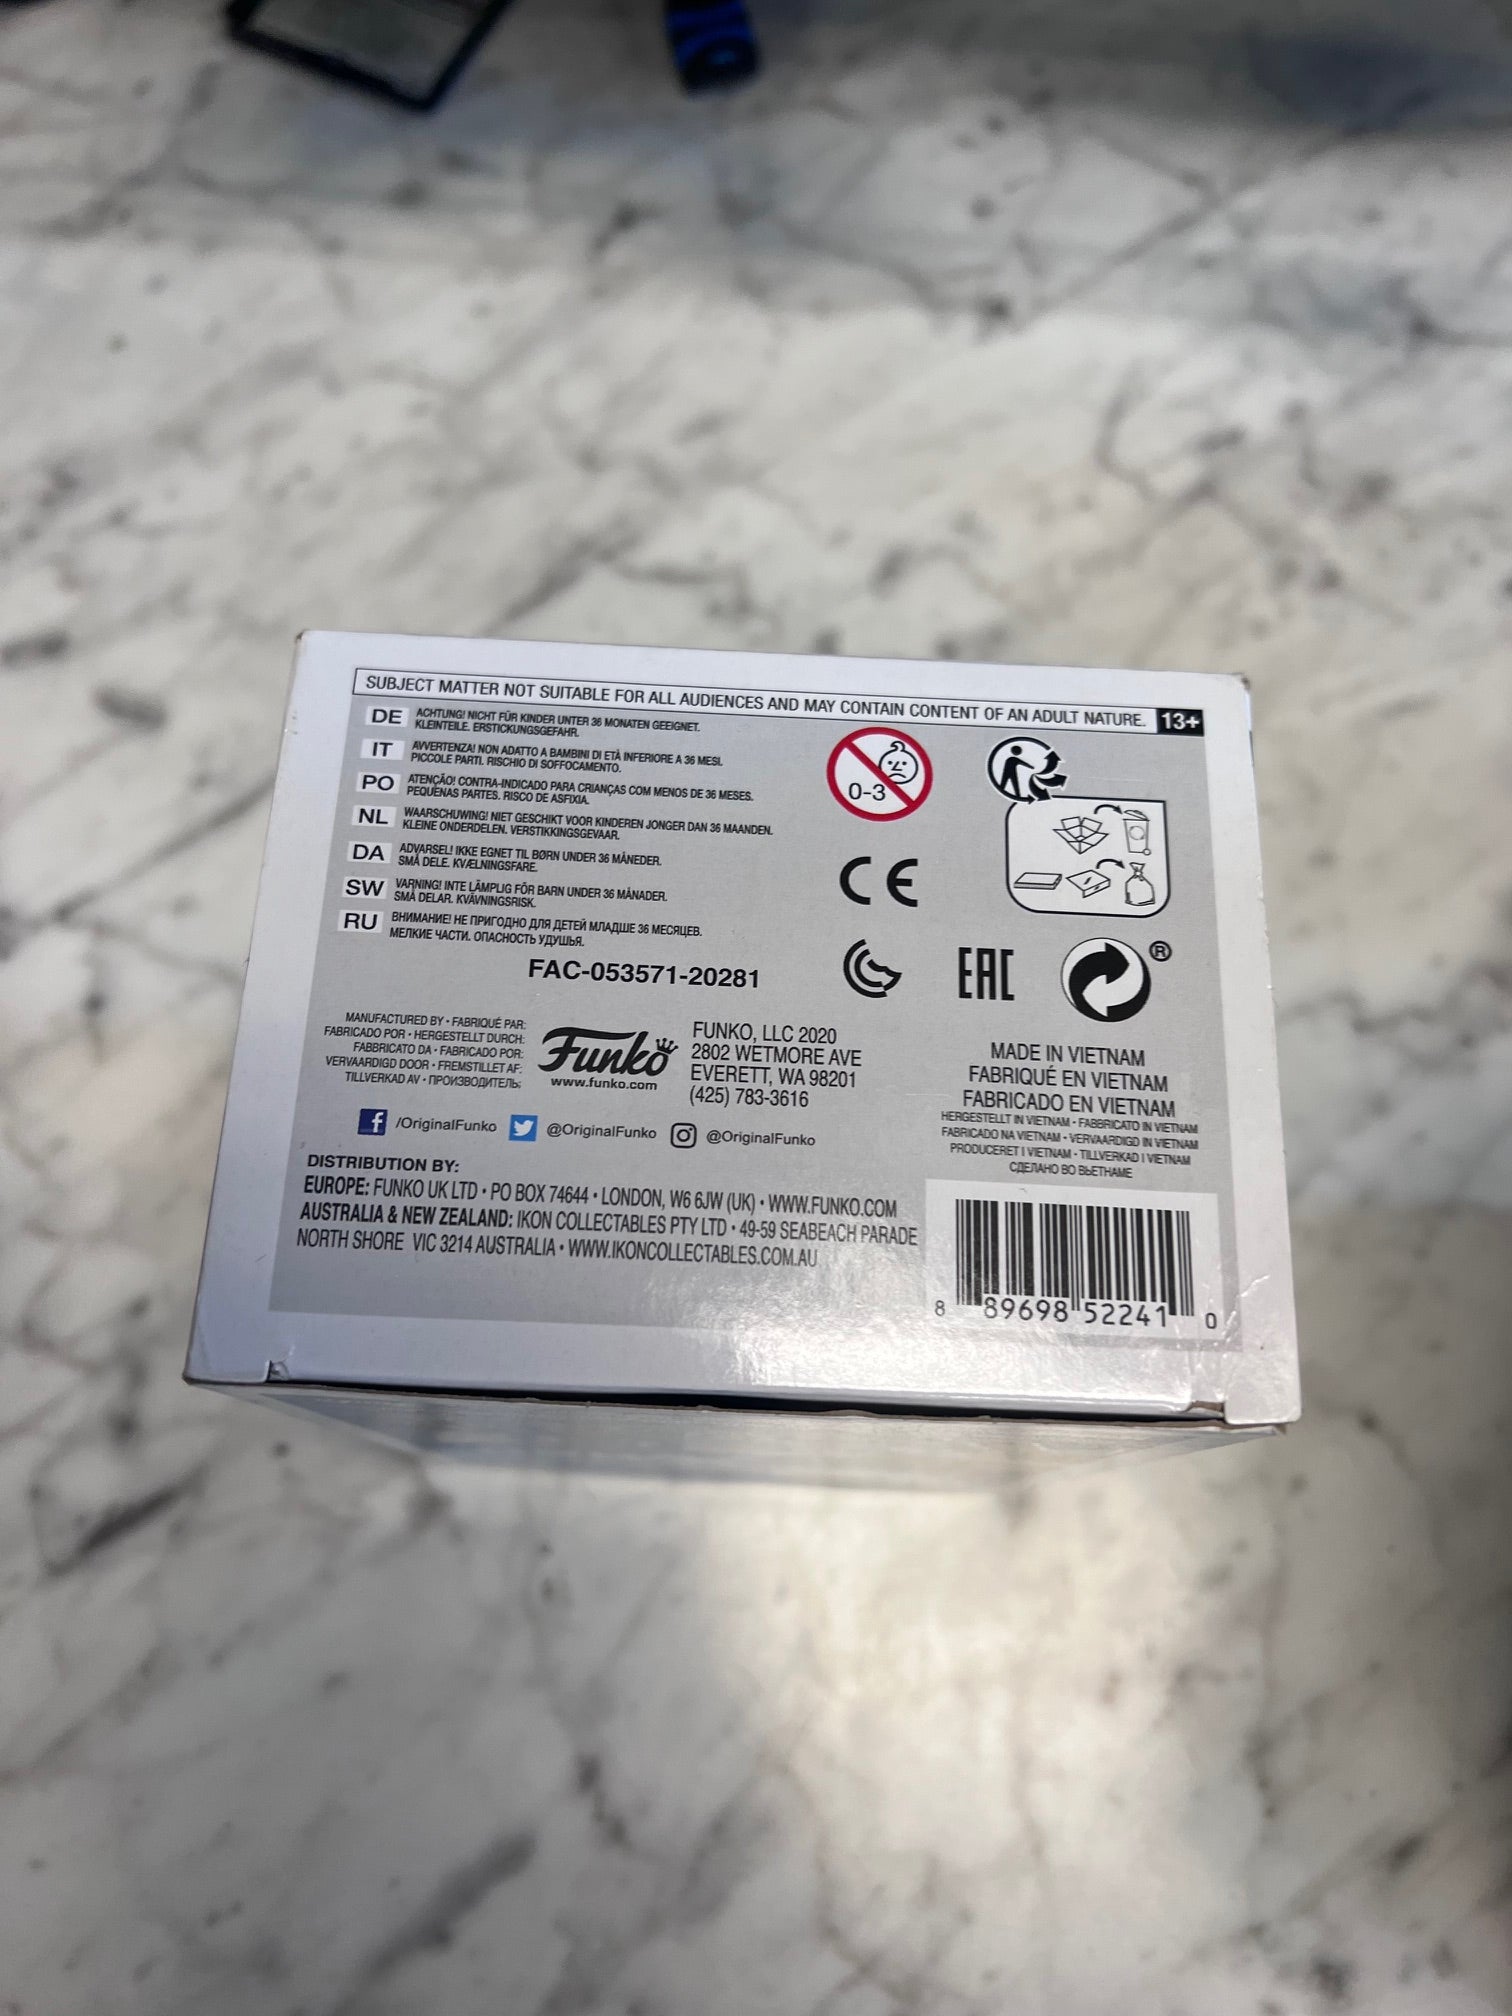 SUBJECT MATTER NOT SUITABLE FOR ALL AUDIENCES AND MAY CONTAIN CONTENT OF AN ADULT NATURE. 13+
DE ACHTUNG! NICHT FÜR KINDER UNTER 36 MONATEN GEEIGNET.
KLEINTEILE. ERSTICKUNGSGEFAHR.
IT AVVERTENZA! NON ADATTO A BAMBINI DI ETÀ INFERIORE A 36 MESI.
PICCOLE PARTI. RISCHIO DI SOFFOCAMENTO.
PO ATENÇÃO! CONTRA-INDICADO PARA CRIANÇAS COM MENOS DE 36 MESES.
PEQUENAS PARTES. RISCO DE ASFIXIA.
NL WAARSCHUWING! NIET GESCHIKT VOOR KINDEREN JONGER DAN 36 MAANDEN.
KLEINE ONDERDELEN. VERSTIKKINGSGEVAAR.
DA ADVARSEL! IKKE EGNET TIL BØRN UNDER 36 MÅNEDER.
SMÅ DELE. KVÆLNINGSFARE.
SW VARNING! INTE LÄMPLIG FÖR BARN UNDER 36 MÅNADER.
SMÅ DELAR. KVÄVNINGSRISK.
RU ВНИМАНИЕ! НЕ ПРИГОДНО ДЛЯ ДЕТЕЙ МЛАДШЕ 36 МЕСЯЦЕВ.
МЕЛКИЕ ЧАСТИ. ОПАСНОСТЬ УДУШЬЯ.
0-3
CE
EAC
®
FAC-053571-20281
MANUFACTURED BY • FABRIQUÉ PAR:
FABRICADO POR • HERGESTELLT DURCH:
FABBRICATO DA • FABRICADO POR:
VERVAARDIGD DOOR • FREMSTILLET AF:
TILLVERKAD AV • ПРОИЗВОДИТЕЛЬ:
Funko
www.funko.com
FUNKO, LLC 2020
2802 WETMORE AVE
EVERETT, WA 98201
(425) 783-3616
MADE IN VIETNAM
FABRIQUÉ EN VIETNAM
FABRICADO EN VIETNAM
HERGESTELLT IN VIETNAM • FABBRICATO IN VIETNAM
FABRICADO NA VIETNAM • VERVAARDIGD IN VIETNAM
PRODUCERET I VIETNAM • TILLVERKAD I VIETNAM
СДЕЛАНО ВО ВЬЕТНАМЕ
f /OriginalFunko @OriginalFunko @OriginalFunko
DISTRIBUTION BY:
EUROPE: FUNKO UK LTD • PO BOX 74644 • LONDON, W6 6JW (UK) • WWW.FUNKO.COM
AUSTRALIA & NEW ZEALAND: IKON COLLECTABLES PTY LTD • 49-59 SEABEACH PARADE
NORTH SHORE VIC 3214 AUSTRALIA • WWW.IKONCOLLECTABLES.COM.AU
8 89698 52241 0